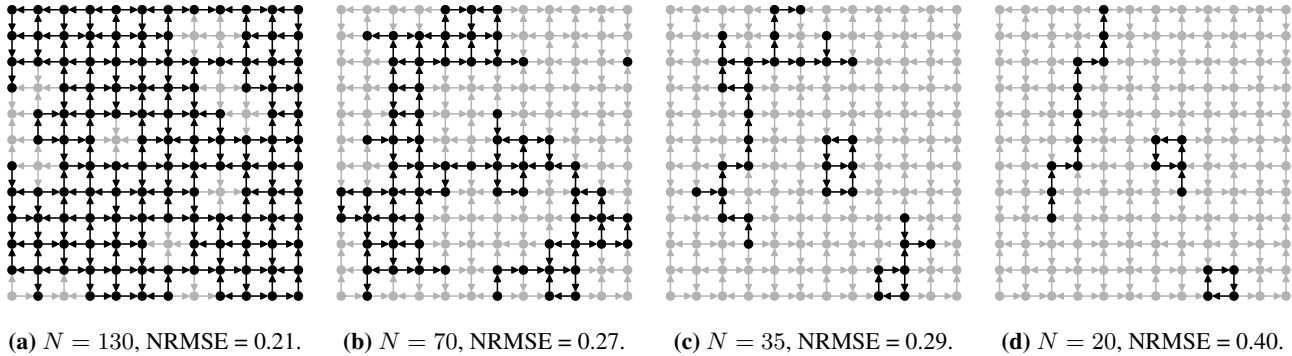 (a) N = 130, NRMSE = 0.21. (b) N = 70, NRMSE = 0.27. (c) N = 35, NRMSE = 0.29. (d) N = 20, NRMSE = 0.40.